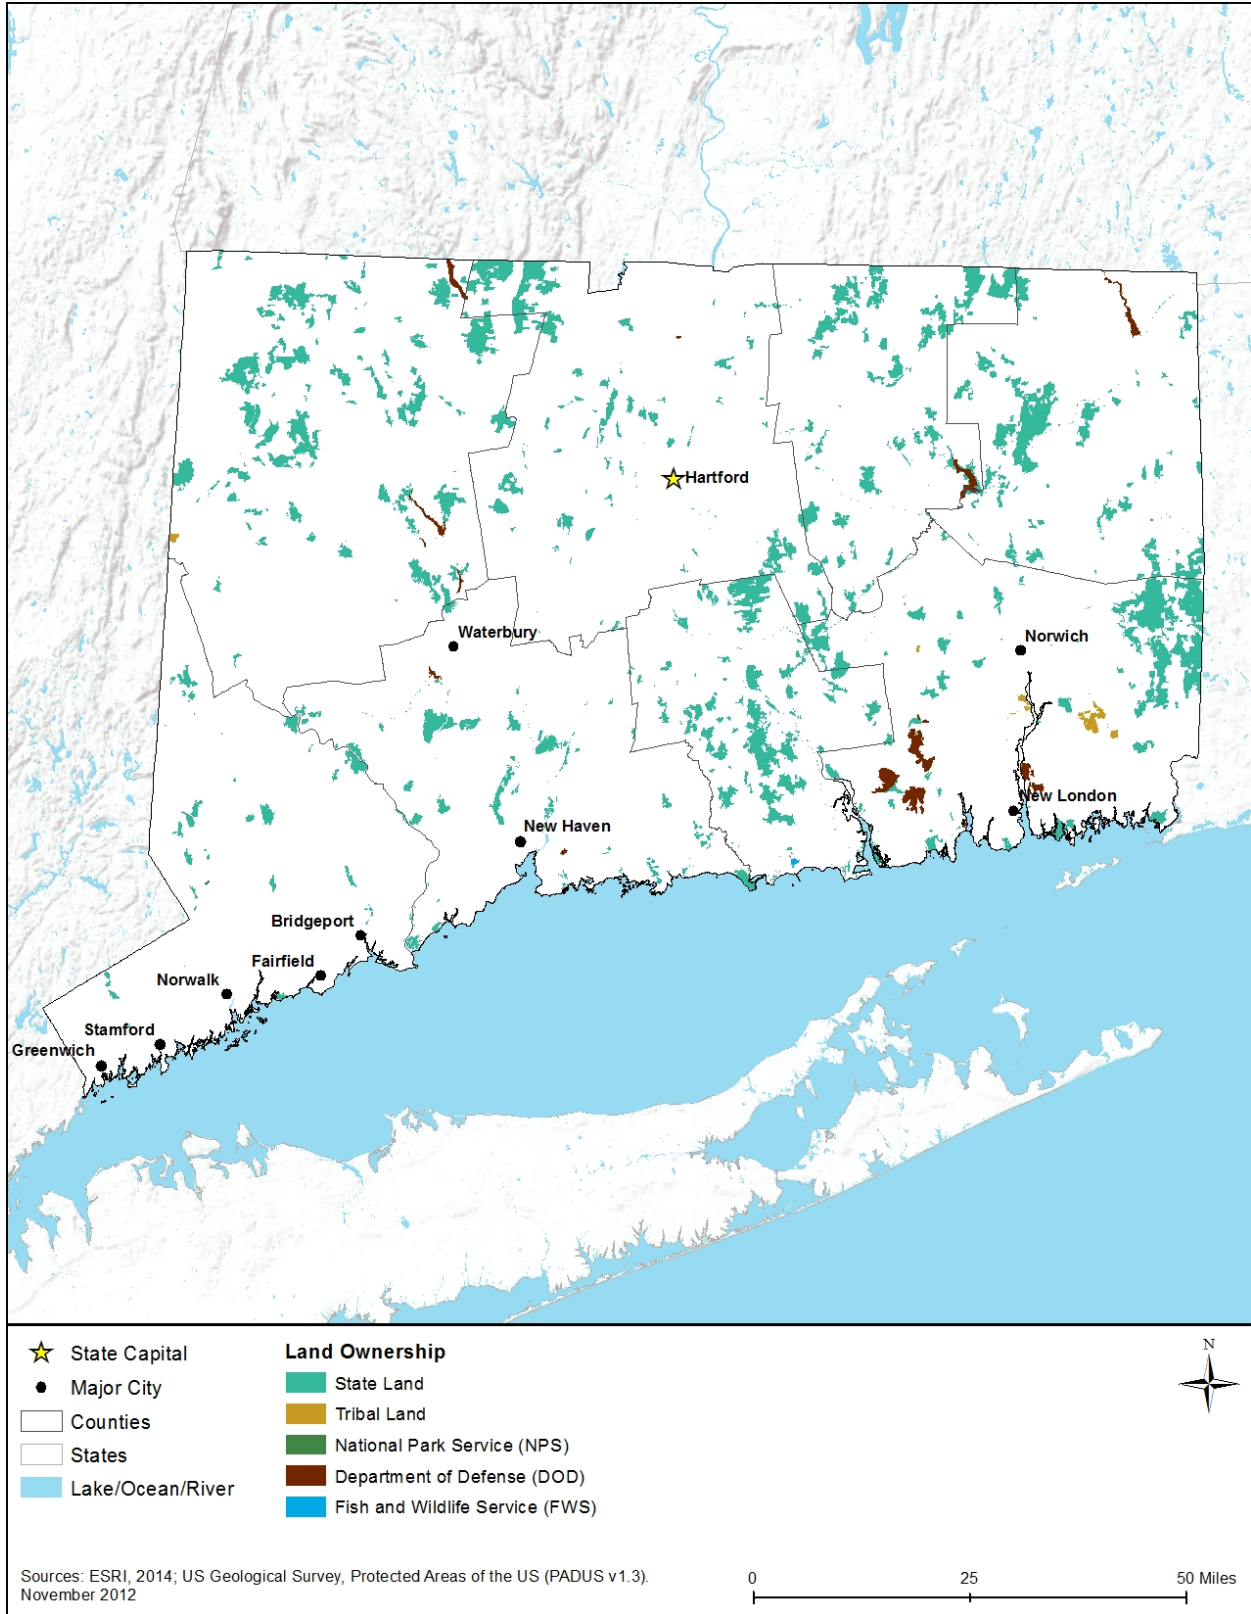 Hartford
Waterbury
Norwich
New London
New Haven
Bridgeport
Fairfield
Norwalk
Stamford
Greenwich
State Capital
Major City
Counties
States
Lake/Ocean/River
Land Ownership
State Land
Tribal Land
National Park Service (NPS)
Department of Defense (DOD)
Fish and Wildlife Service (FWS)
N
Sources: ESRI, 2014; US Geological Survey, Protected Areas of the US (PADUS v1.3).
November 2012
0 25 50 Miles